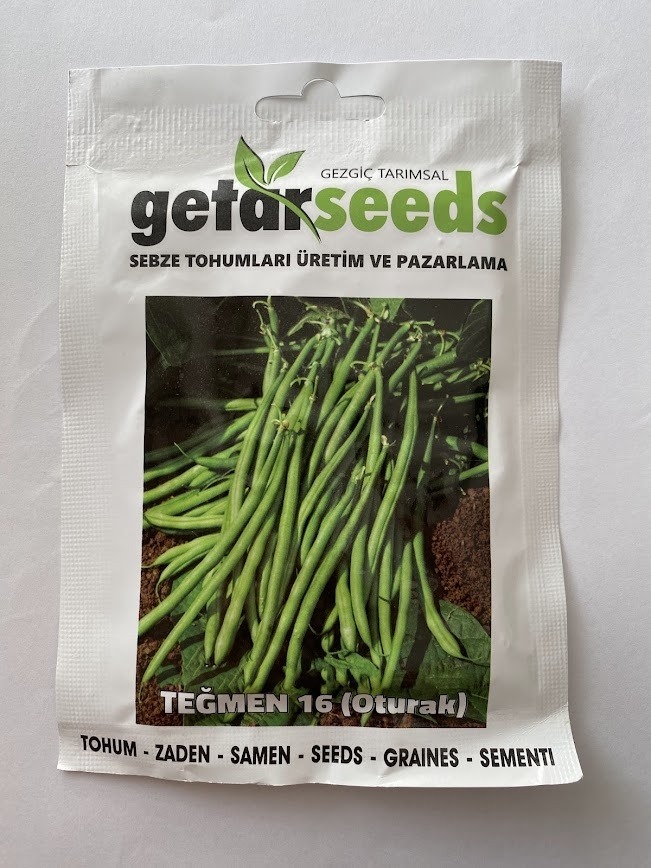 GEZGİÇ TARIMSAL
getarseeds
SEBZE TOHUMLARI ÜRETİM VE PAZARLAMA
TEĞMEN 16 (Oturak)
TOHUM - ZADEN - SAMEN - SEEDS - GRAINES - SEMENTI